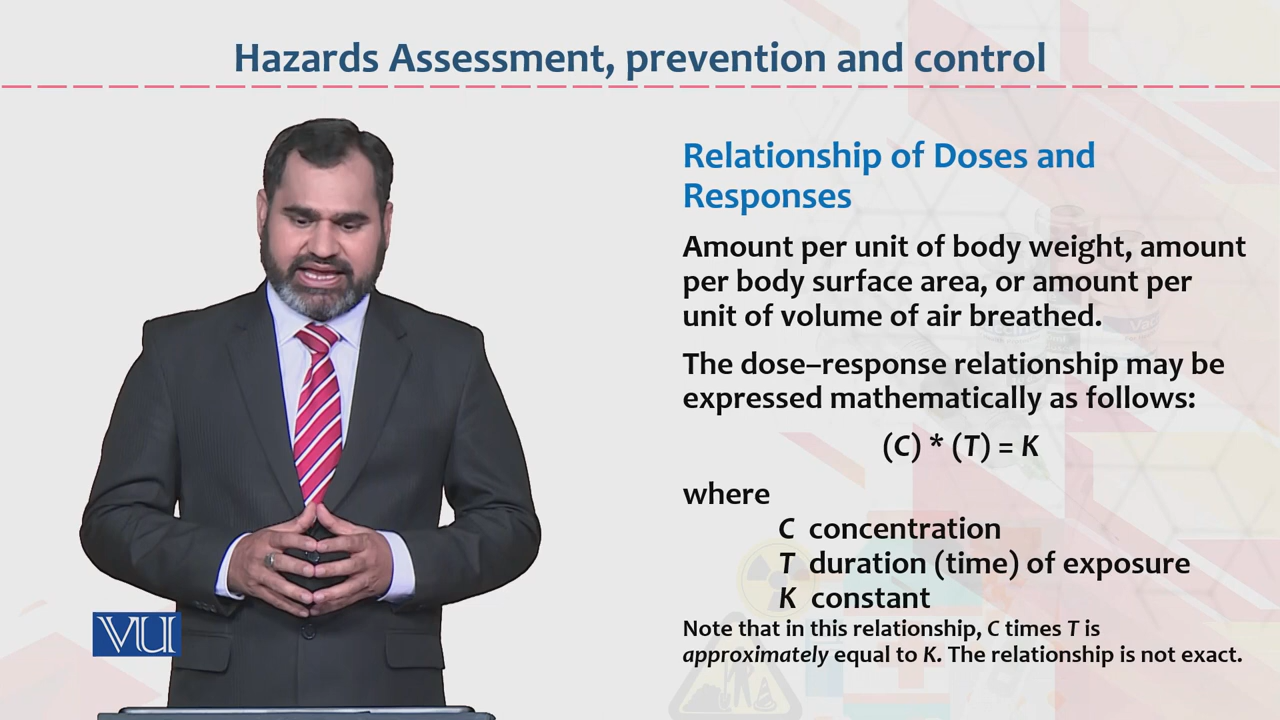 Hazards Assessment, prevention and control
Relationship of Doses and
Responses
Amount per unit of body weight, amount
per body surface area, or amount per
unit of volume of air breathed.
The dose–response relationship may be
expressed mathematically as follows:
(C) * (T) = K
where
C concentration
T duration (time) of exposure
K constant
Note that in this relationship, C times T is
approximately equal to K. The relationship is not exact.
VU